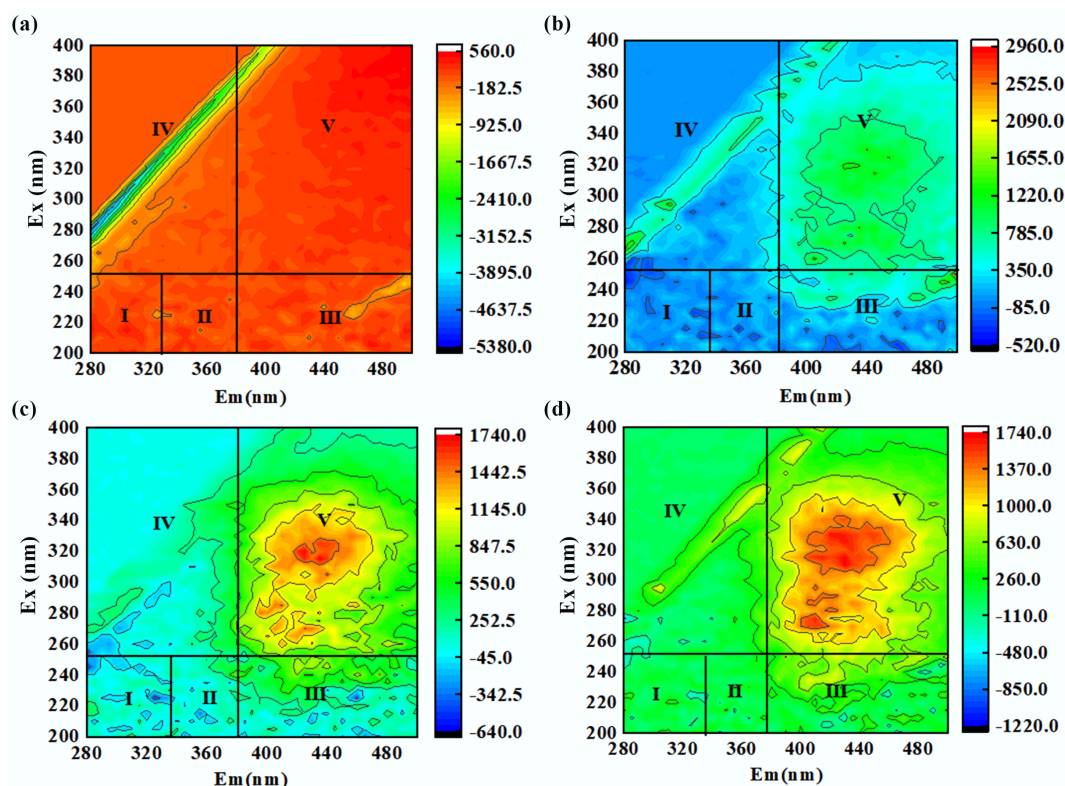 (a)
400
380
360
340
320
300
280
260
240
220
200
Ex (nm)
280 320 360 400 440 480
Em(nm)
I
II
III
IV
V
560.0
-182.5
-925.0
-1667.5
-2410.0
-3152.5
-3895.0
-4637.5
-5380.0
(b)
400
380
360
340
320
300
280
260
240
220
200
Ex (nm)
280 320 360 400 440 480
Em(nm)
I
II
III
IV
V
2960.0
2525.0
2090.0
1655.0
1220.0
785.0
350.0
-85.0
-520.0
(c)
400
380
360
340
320
300
280
260
240
220
200
Ex (nm)
280 320 360 400 440 480
Em(nm)
I
II
III
IV
V
1740.0
1442.5
1145.0
847.5
550.0
252.5
-45.0
-342.5
-640.0
(d)
400
380
360
340
320
300
280
260
240
220
200
Ex (nm)
280 320 360 400 440 480
Em(nm)
I
II
III
IV
V
1740.0
1370.0
1000.0
630.0
260.0
-110.0
-480.0
-850.0
-1220.0